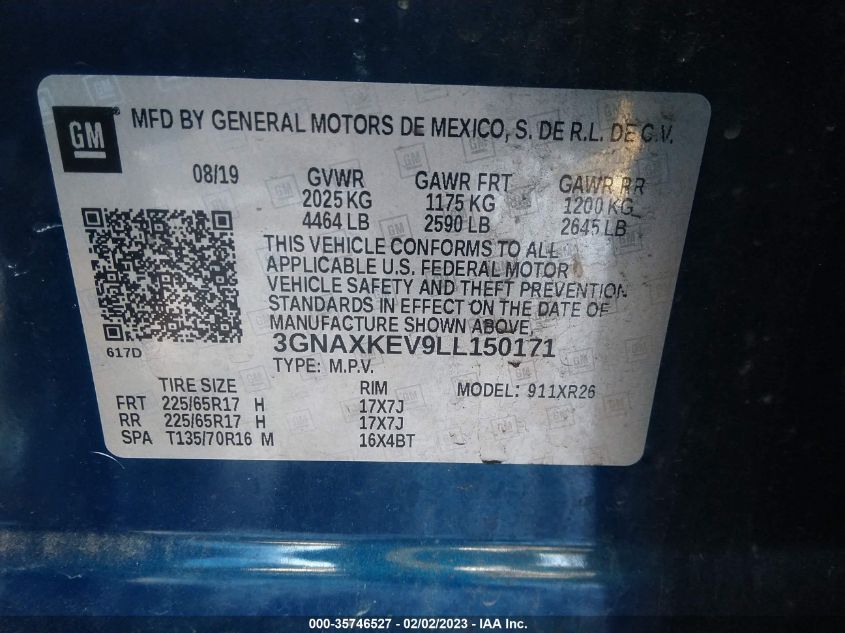 GM
MFD BY GENERAL MOTORS DE MEXICO, S. DE R.L. DE C.V.
08/19 GVWR GAWR FRT GAWR RR
2025 KG 1175 KG 1200 KG
4464 LB 2590 LB 2645 LB
THIS VEHICLE CONFORMS TO ALL
APPLICABLE U.S. FEDERAL MOTOR
VEHICLE SAFETY AND THEFT PREVENTION
STANDARDS IN EFFECT ON THE DATE OF
MANUFACTURE SHOWN ABOVE.
617D 3GNAXKEV9LL150171
TYPE: M.P.V.
TIRE SIZE RIM MODEL: 911XR26
FRT 225/65R17 H 17X7J
RR 225/65R17 H 17X7J
SPA T135/70R16 M 16X4BT
000-35746527 - 02/02/2023 - IAA Inc.